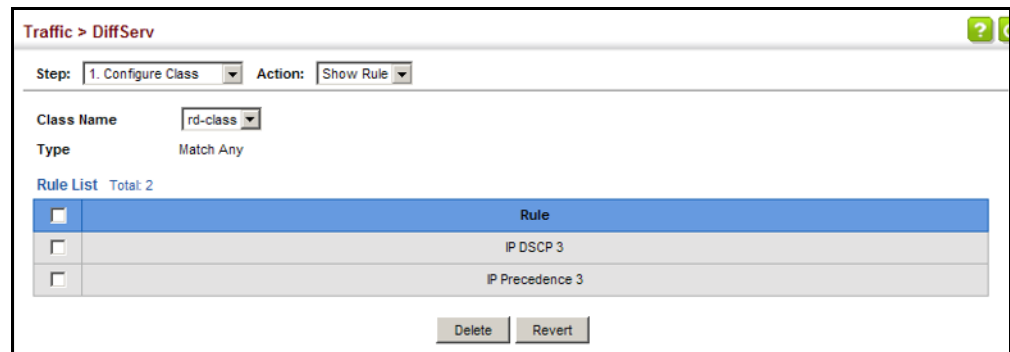 Traffic > DiffServ ?
Step: 1. Configure Class Action: Show Rule
Class Name rd-class
Type Match Any
Rule List Total: 2
Rule
IP DSCP 3
IP Precedence 3
Delete Revert